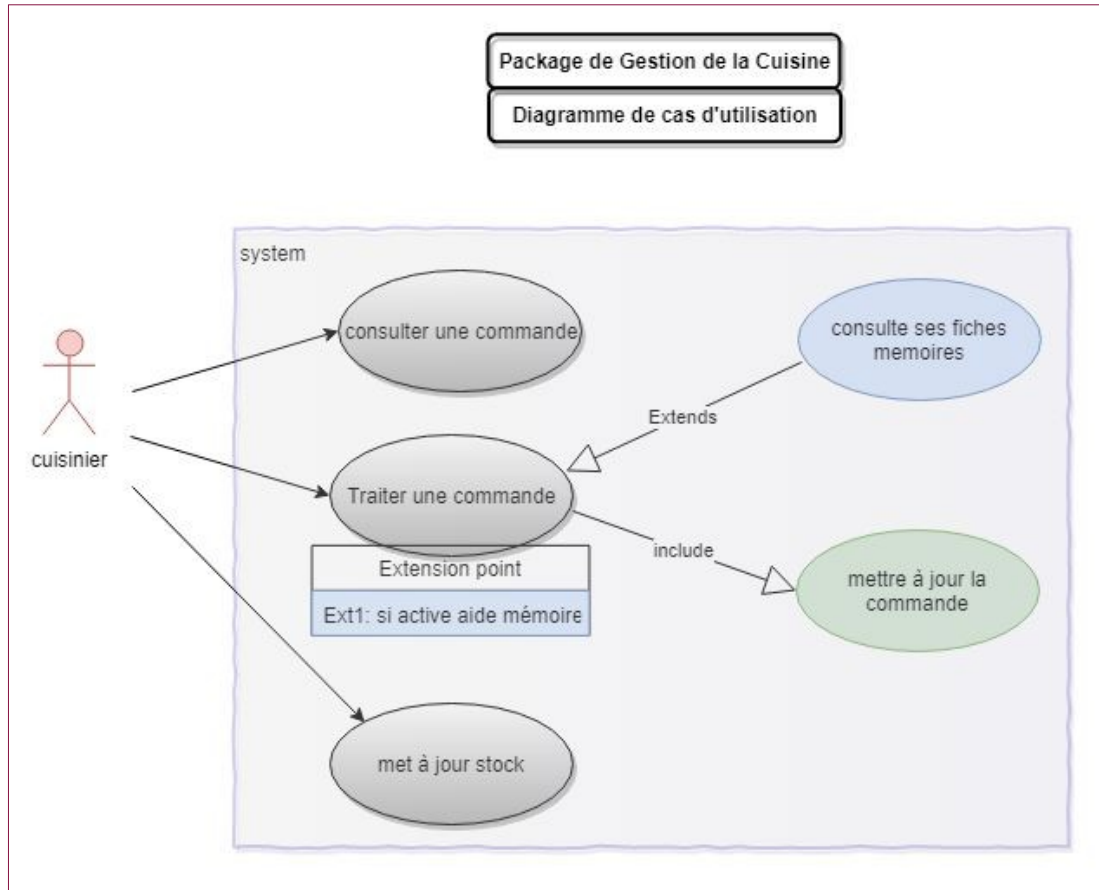 Package de Gestion de la Cuisine
Diagramme de cas d'utilisation
system
consulter une commande
consulte ses fiches
memoires
Extends
cuisinier
Traiter une commande
include
Extension point
Ext1: si active aide mémoire
mettre à jour la
commande
met à jour stock